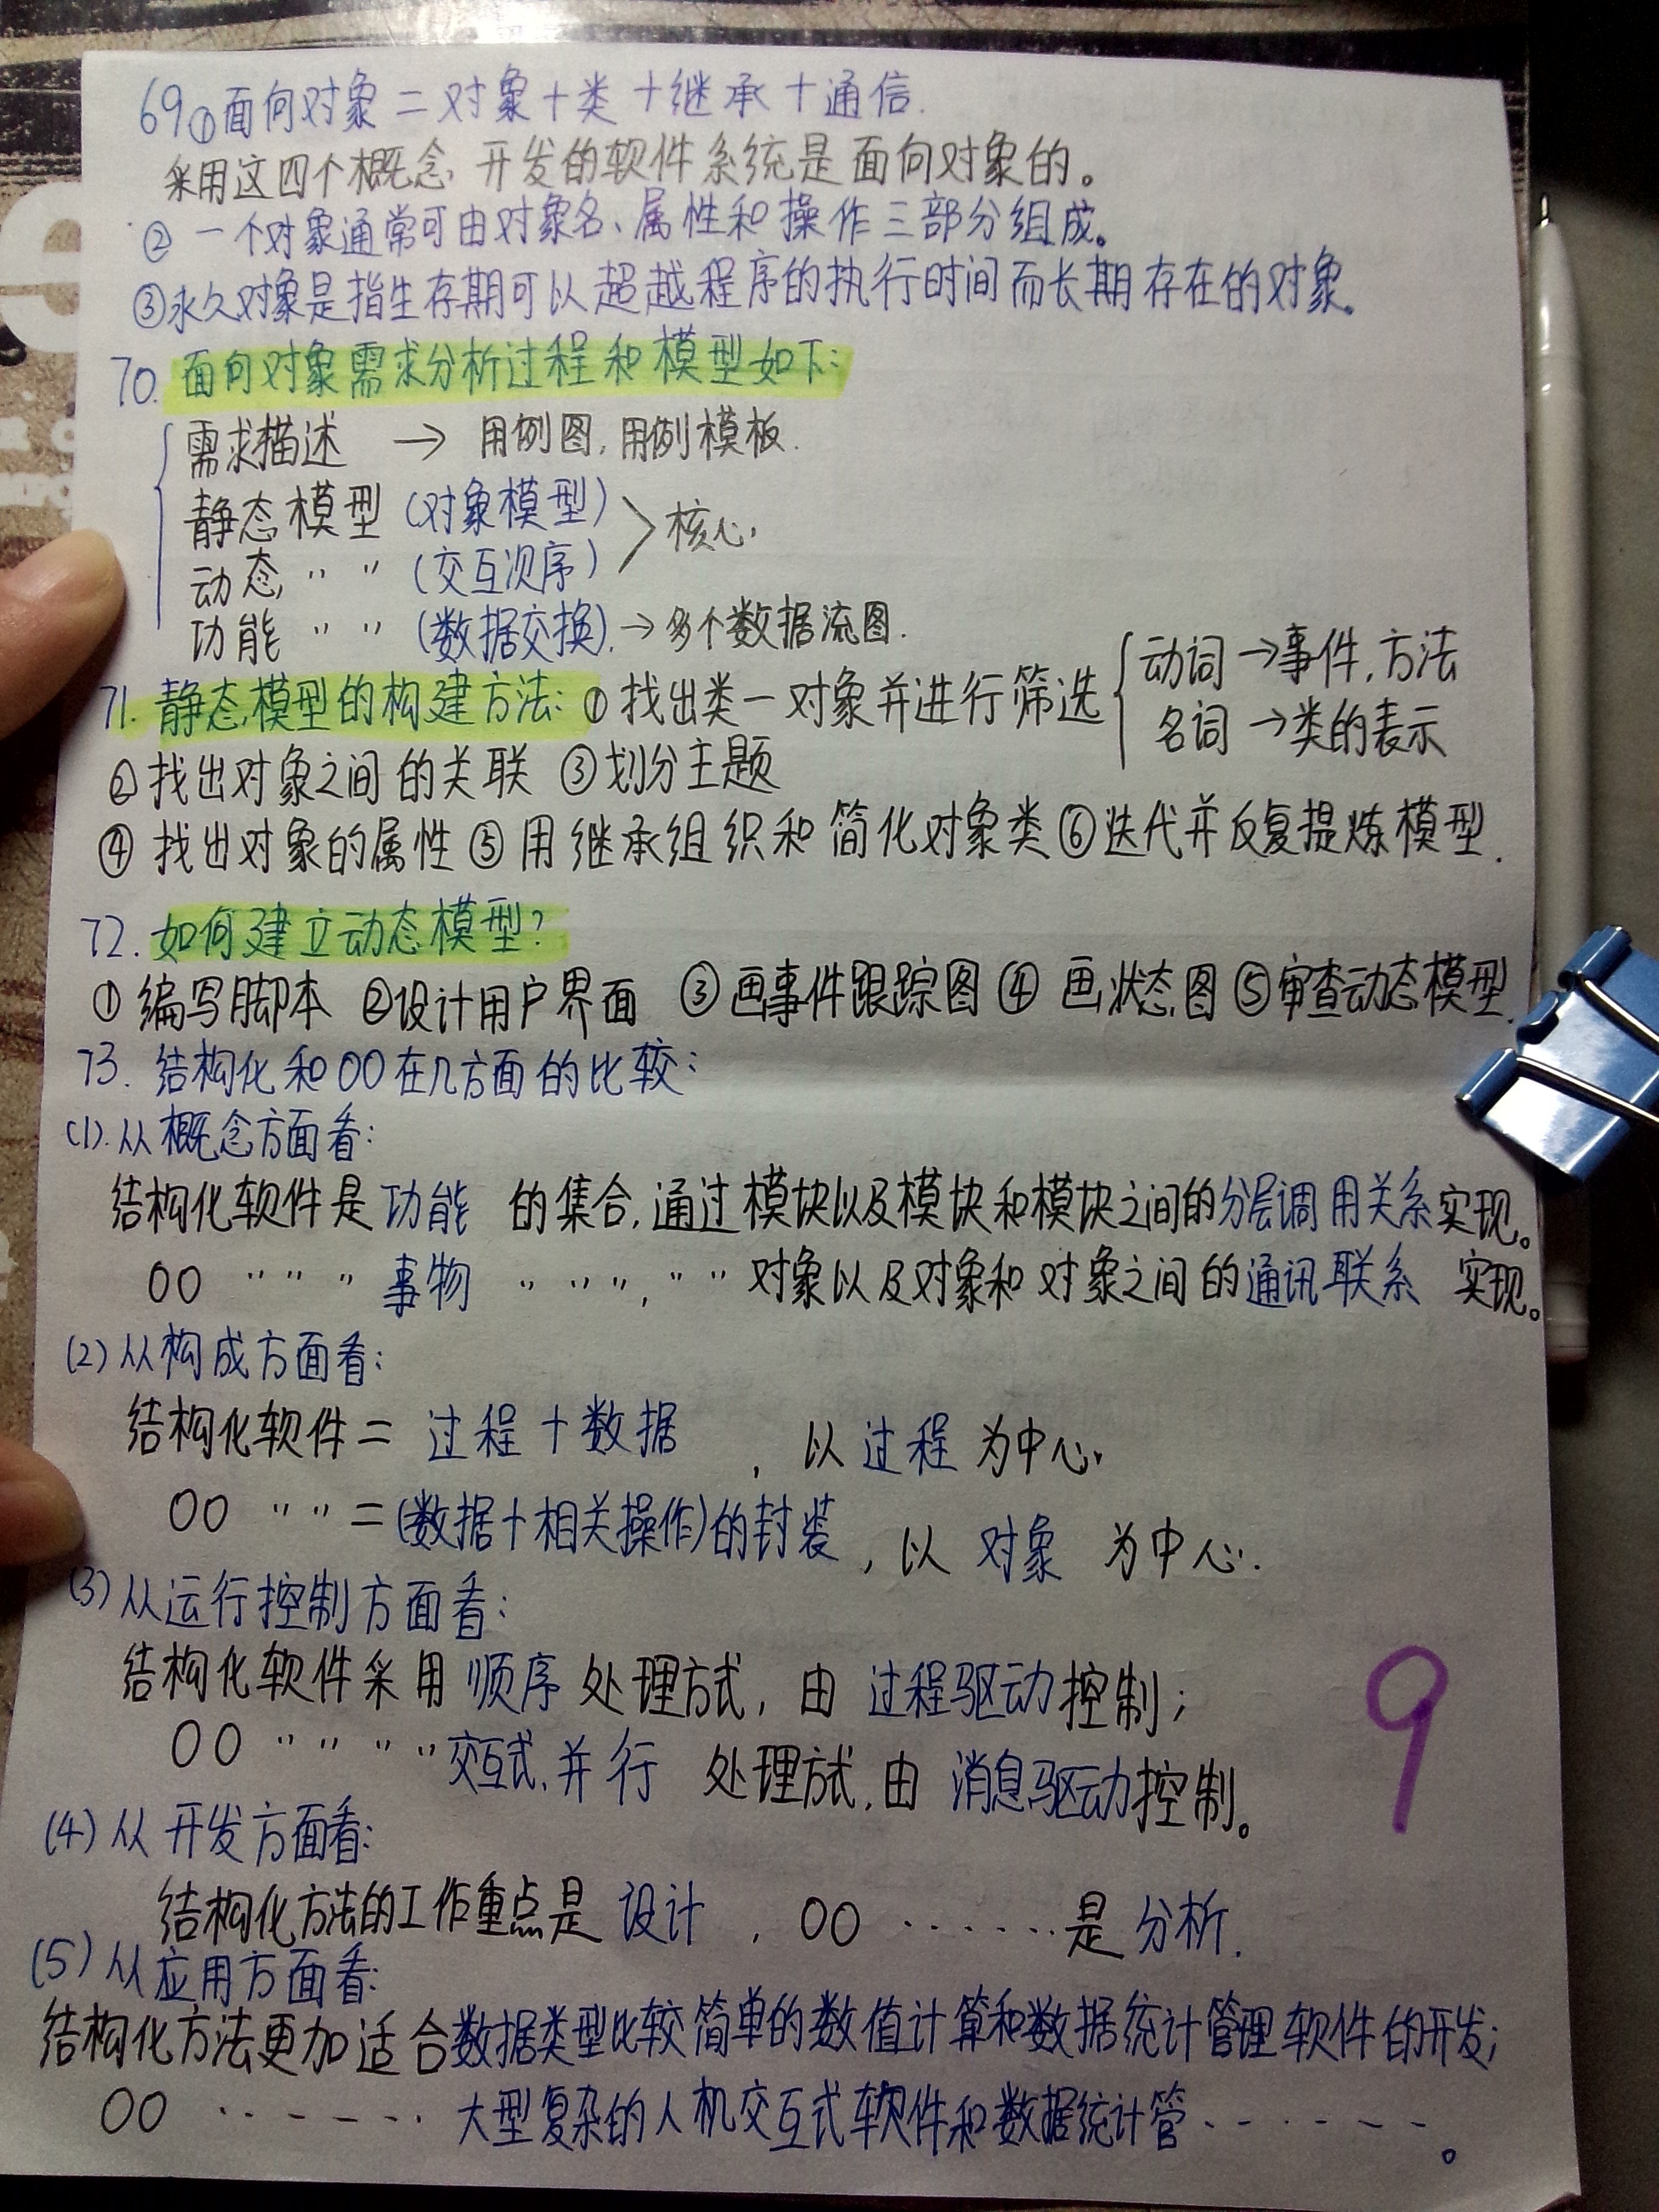 69①面向对象=对象+类+继承+通信.
采用这四个概念开发的软件系统是面向对象的。
② 一个对象通常可由对象名、属性和操作三部分组成。
③永久对象是指生存期可以超越程序的执行时间而长期存在的对象。
70. 面向对象需求分析过程和模型如下:
需求描述 → 用例图,用例模板.
静态模型 (对象模型) > 核心.
动态 〃 〃 (交互次序)
功能 〃 〃 (数据交换).→多个数据流图.
71. 静态模型的构建方法:①找出类—对象并进行筛选 { 动词→事件,方法
名词→类的表示
②找出对象之间的关联 ③划分主题
④ 找出对象的属性 ⑤用继承组织和简化对象类 ⑥迭代并反复提炼模型.
72. 如何建立动态模型?
① 编写脚本 ②设计用户界面 ③画事件跟踪图 ④ 画状态图 ⑤审查动态模型.
73. 结构化和OO在几方面的比较:
(1).从概念方面看:
结构化软件是功能 的集合,通过模块以及模块和模块之间的分层调用关系实现。
OO 〃 〃 〃 事物 〃 〃 〃, 〃 〃 对象以及对象和对象之间的通讯联系 实现。
(2)从构成方面看:
结构化软件= 过程+数据 , 以过程 为中心.
OO 〃 〃 =(数据+相关操作)的封装 , 以 对象 为中心.
(3)从运行控制方面看:
结构化软件采用 顺序 处理方式, 由 过程驱动控制;
OO 〃 〃 〃 〃交互式、并行 处理方式,由 消息驱动控制。
(4)从开发方面看:
结构化方法的工作重点是 设计 , OO ······是 分析.
(5)从应用方面看:
结构化方法更加适合数据类型比较简单的数值计算和数据统计管理软件的开发;
OO ······ 大型复杂的人机交互式软件和数据统计管······。
9